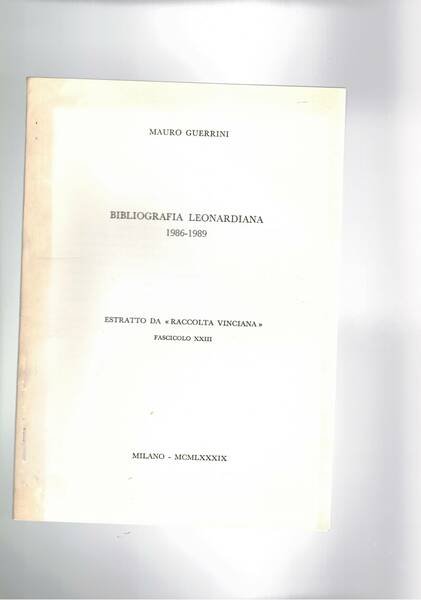 MAURO GUERRINI
BIBLIOGRAFIA LEONARDIANA
1986-1989
ESTRATTO DA « RACCOLTA VINCIANA »
FASCICOLO XXIII
MILANO - MCMLXXXIX